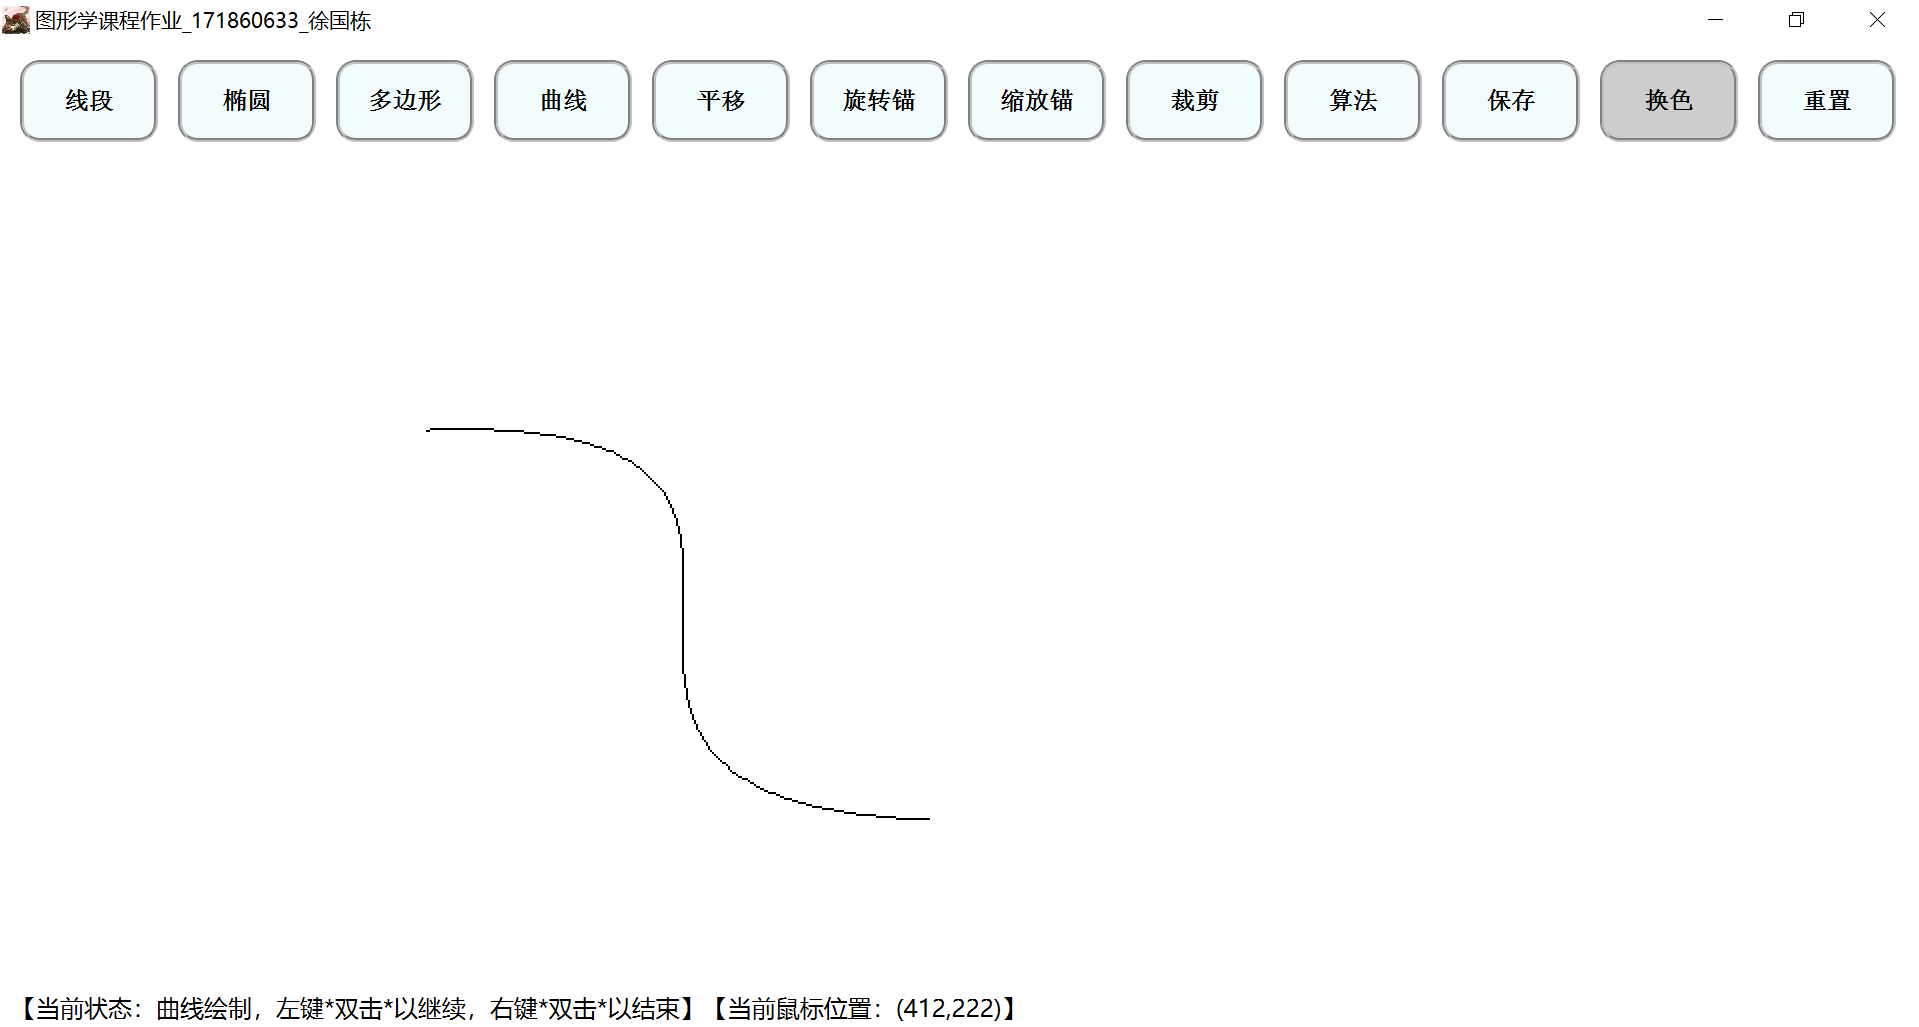 图形学课程作业_171860633_徐国栋
线段 椭圆 多边形 曲线 平移 旋转锚 缩放锚 裁剪 算法 保存 换色 重置
【当前状态：曲线绘制，左键*双击*以继续，右键*双击*以结束】【当前鼠标位置：(412,222)】